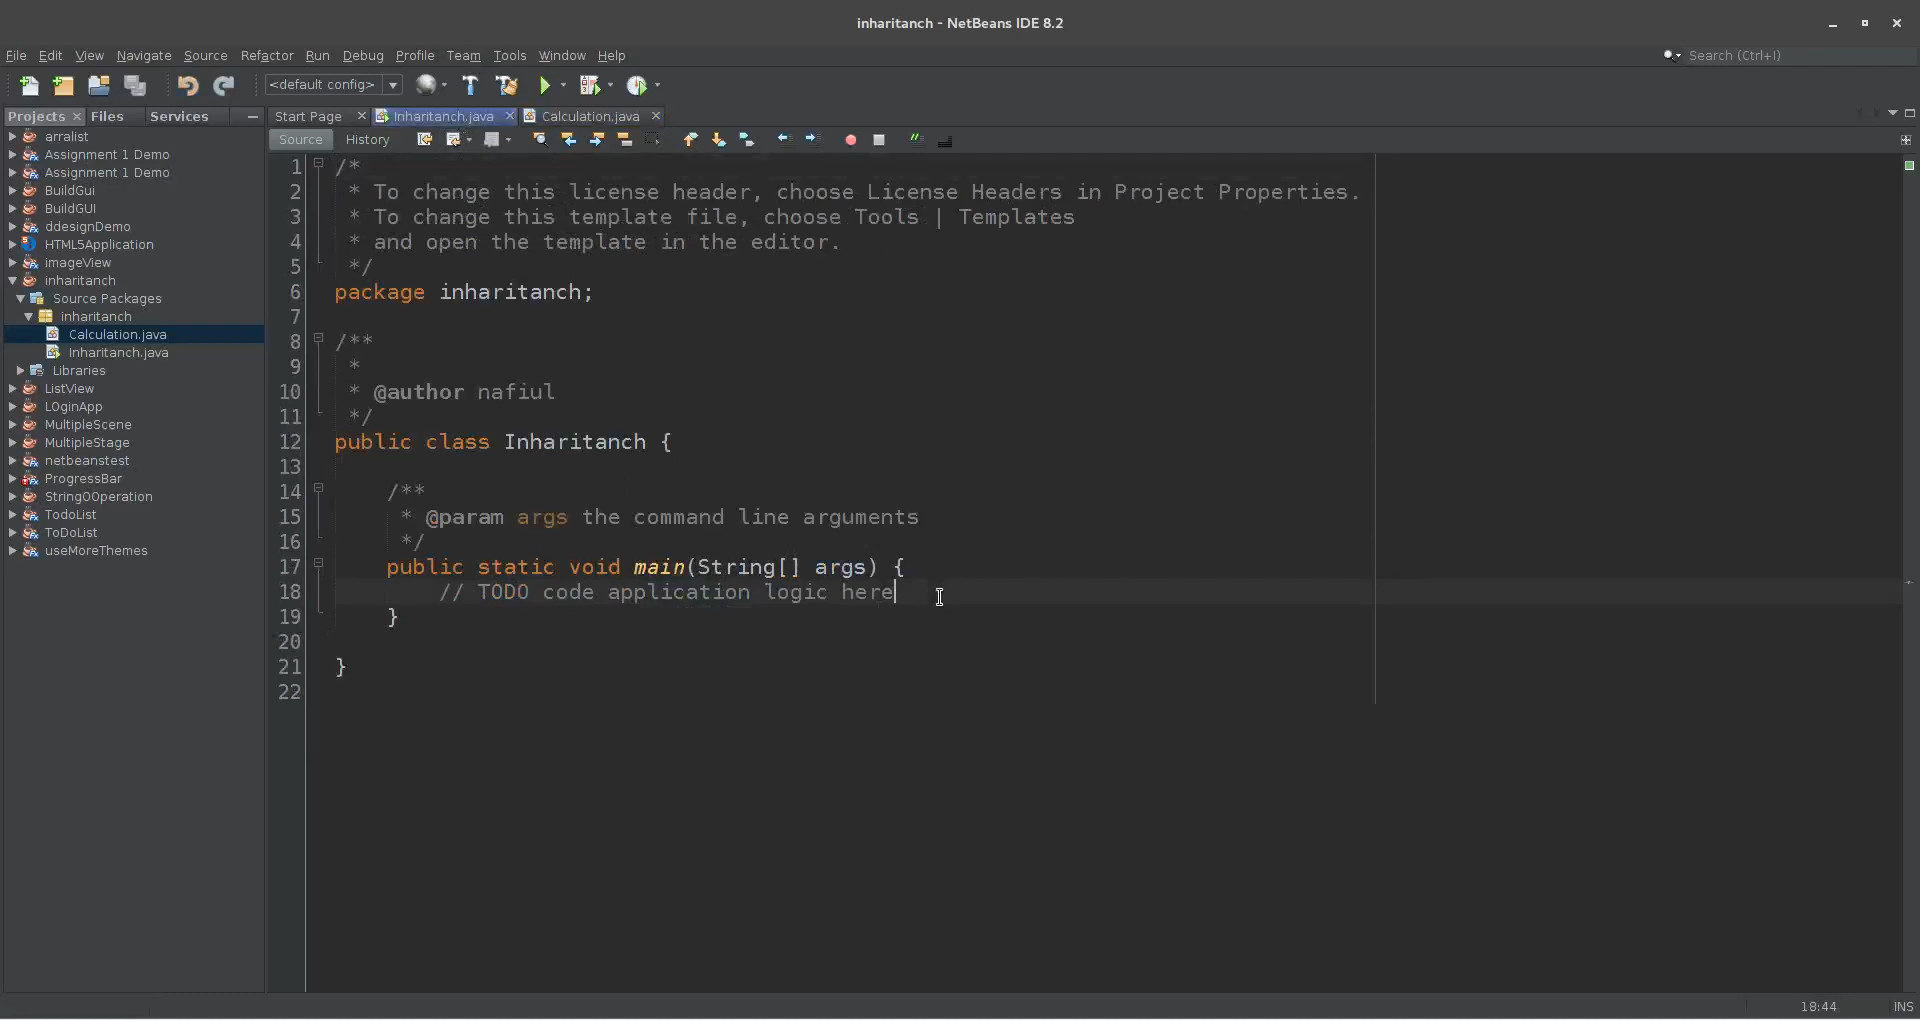 inharitanch - NetBeans IDE 8.2
File Edit View Navigate Source Refactor Run Debug Profile Team Tools Window Help
Search (Ctrl+I)
<default config>
Projects Files Services
Start Page Inharitanch.java Calculation.java
Source History
arralist
Assignment 1 Demo
Assignment 1 Demo
BuildGui
BuildGUI
ddesignDemo
HTML5Application
imageView
inharitanch
Source Packages
inharitanch
Calculation.java
Inharitanch.java
Libraries
ListView
LOginApp
MultipleScene
MultipleStage
netbeanstest
ProgressBar
StringOOperation
TodoList
ToDoList
useMoreThemes
1 /*
2 * To change this license header, choose License Headers in Project Properties.
3 * To change this template file, choose Tools | Templates
4 * and open the template in the editor.
5 */
6 package inharitanch;
7
8 /**
9 *
10 * @author nafiul
11 */
12 public class Inharitanch {
13
14 /**
15 * @param args the command line arguments
16 */
17 public static void main(String[] args) {
18 // TODO code application logic here
19 }
20
21 }
22
18:44 INS